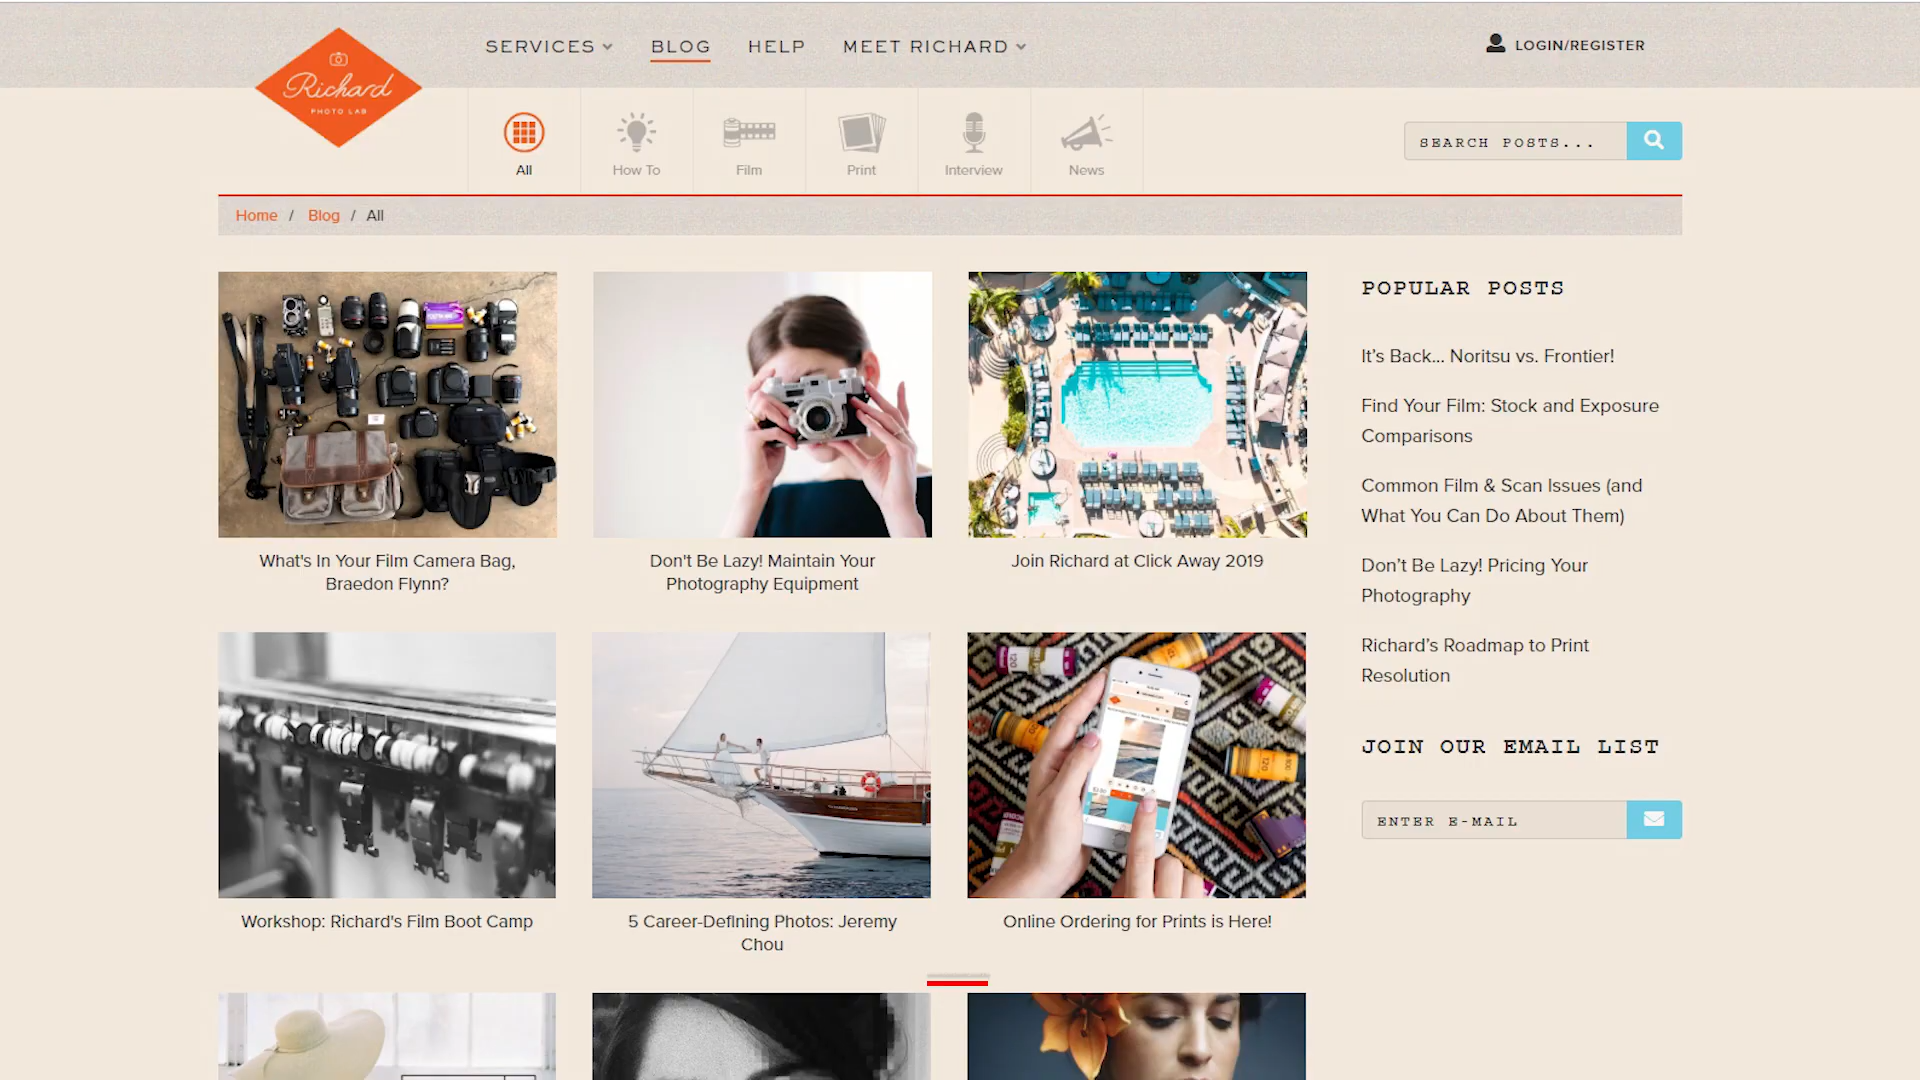 SERVICES
BLOG
HELP
MEET RICHARD
LOGIN/REGISTER
Richard
PHOTO LAB
All
How To
Film
Print
Interview
News
SEARCH POSTS...
Home / Blog / All
What's In Your Film Camera Bag,
Braedon Flynn?
Don't Be Lazy! Maintain Your
Photography Equipment
Join Richard at Click Away 2019
Workshop: Richard's Film Boot Camp
5 Career-Defining Photos: Jeremy
Chou
Online Ordering for Prints is Here!
POPULAR POSTS
It's Back... Noritsu vs. Frontier!
Find Your Film: Stock and Exposure
Comparisons
Common Film & Scan Issues (and
What You Can Do About Them)
Don't Be Lazy! Pricing Your
Photography
Richard's Roadmap to Print
Resolution
JOIN OUR EMAIL LIST
ENTER E-MAIL